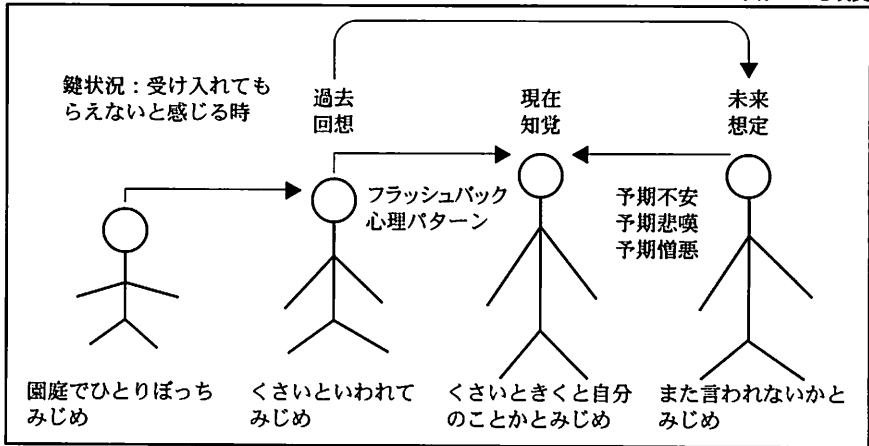 鍵状況：受け入れても
らえないと感じる時
過去
回想
現在
知覚
未来
想定
フラッシュバック
心理パターン
予期不安
予期悲嘆
予期憎悪
園庭でひとりぼっち
みじめ
くさいといわれて
みじめ
くさいときくと自分
のことかとみじめ
また言われないかと
みじめ